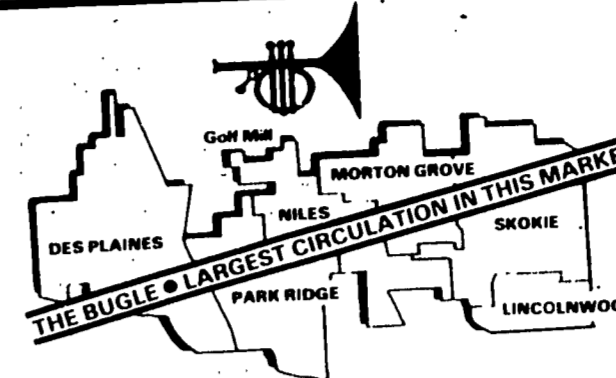 Golf Mill
MORTON GROVE
NILES
SKOKIE
DES PLAINES
THE BUGLE ● LARGEST CIRCULATION IN THIS MARKE
PARK RIDGE
LINCOLNWOO